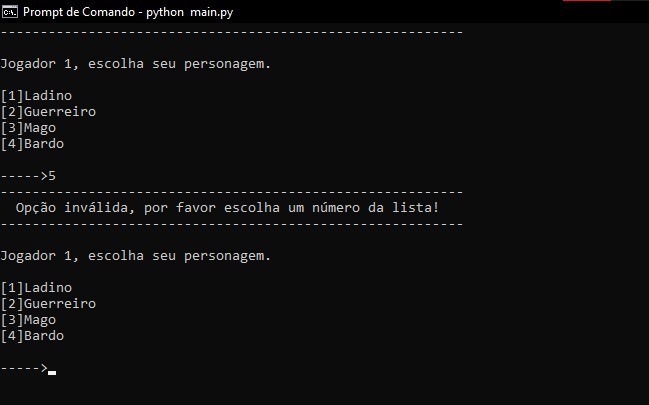 Prompt de Comando - python  main.py
----------------------------------------------------------
Jogador 1, escolha seu personagem.
[1]Ladino
[2]Guerreiro
[3]Mago
[4]Bardo
----->5
----------------------------------------------------------
  Opção inválida, por favor escolha um número da lista!
----------------------------------------------------------
Jogador 1, escolha seu personagem.
[1]Ladino
[2]Guerreiro
[3]Mago
[4]Bardo
----->